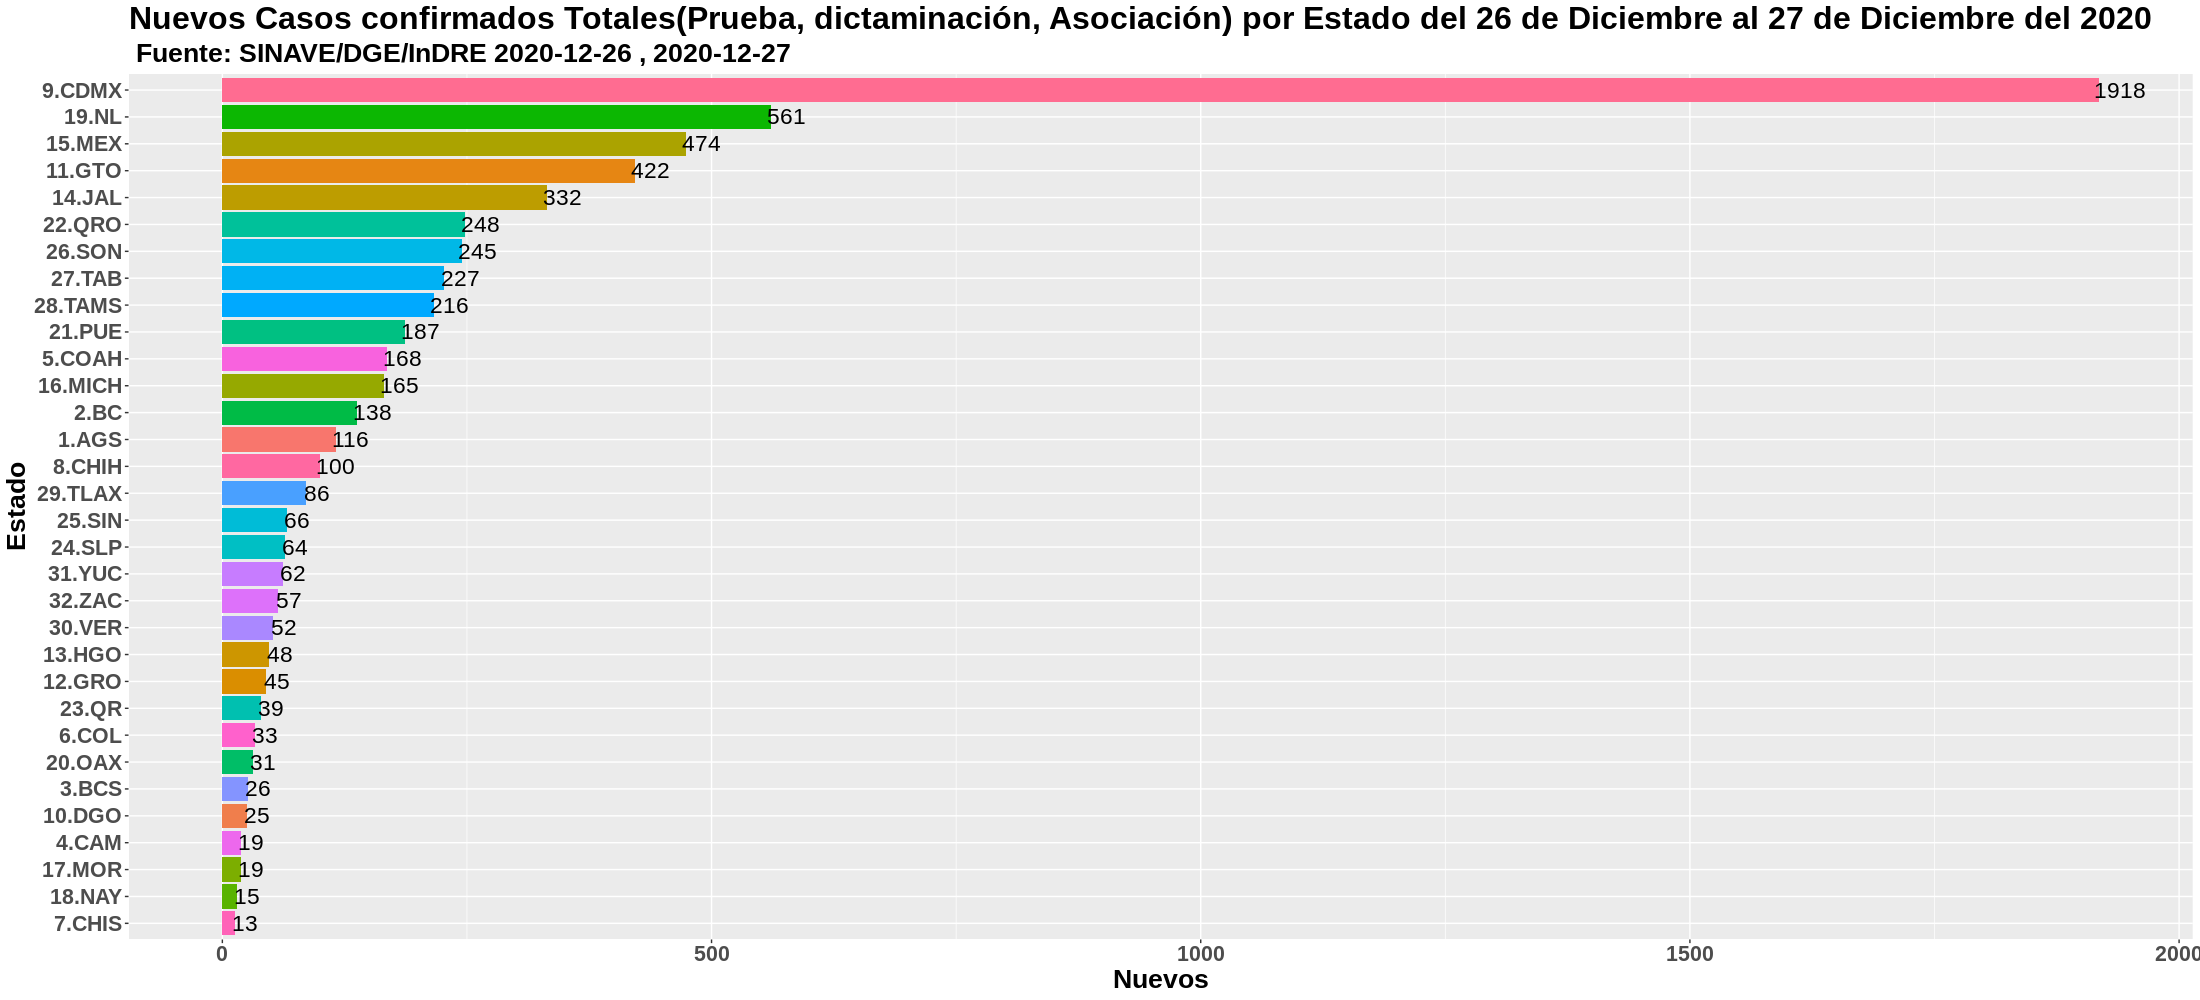 Nuevos Casos confirmados Totales(Prueba, dictaminación, Asociación) por Estado del 26 de Diciembre al 27 de Diciembre del 2020
Fuente: SINAVE/DGE/InDRE 2020-12-26 , 2020-12-27
Estado
9.CDMX 1918
19.NL 561
15.MEX 474
11.GTO 422
14.JAL 332
22.QRO 248
26.SON 245
27.TAB 227
28.TAMS 216
21.PUE 187
5.COAH 168
16.MICH 165
2.BC 138
1.AGS 116
8.CHIH 100
29.TLAX 86
25.SIN 66
24.SLP 64
31.YUC 62
32.ZAC 57
30.VER 52
13.HGO 48
12.GRO 45
23.QR 39
6.COL 33
20.OAX 31
3.BCS 26
10.DGO 25
4.CAM 19
17.MOR 19
18.NAY 15
7.CHIS 13
0 500 1000 1500 2000
Nuevos